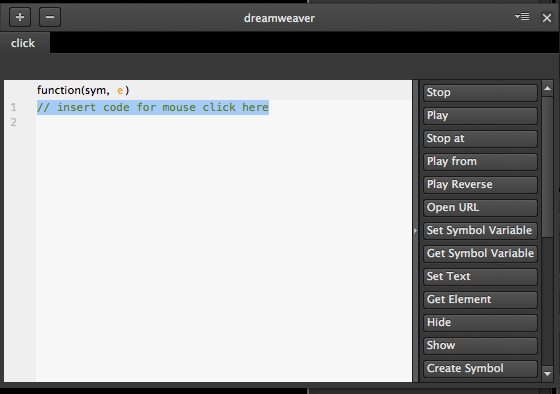 dreamweaver
click
function(sym, e)
1 // insert code for mouse click here
2
Stop
Play
Stop at
Play from
Play Reverse
Open URL
Set Symbol Variable
Get Symbol Variable
Set Text
Get Element
Hide
Show
Create Symbol